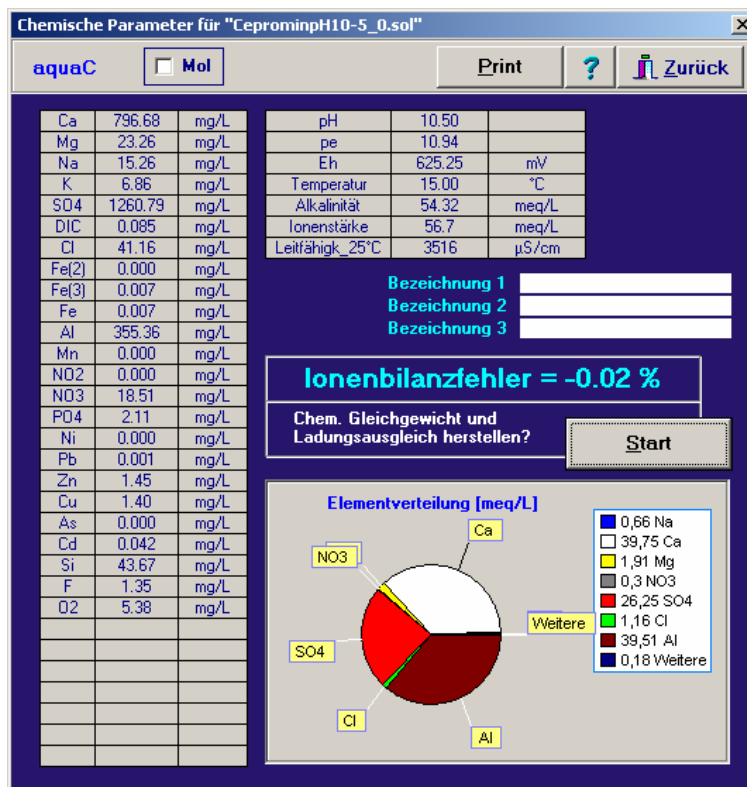 Chemische Parameter für "CeprominpH10-5_0.sol"
aquaC Mol Print ? Zurück
Ca 796.68 mg/L
Mg 23.26 mg/L
Na 15.26 mg/L
K 6.86 mg/L
SO4 1260.79 mg/L
DIC 0.085 mg/L
Cl 41.16 mg/L
Fe(2) 0.000 mg/L
Fe(3) 0.007 mg/L
Fe 0.007 mg/L
Al 355.36 mg/L
Mn 0.000 mg/L
NO2 0.000 mg/L
NO3 18.51 mg/L
PO4 2.11 mg/L
Ni 0.000 mg/L
Pb 0.001 mg/L
Zn 1.45 mg/L
Cu 1.40 mg/L
As 0.000 mg/L
Cd 0.042 mg/L
Si 43.67 mg/L
F 1.35 mg/L
O2 5.38 mg/L
pH 10.50
pe 10.94
Eh 625.25 mV
Temperatur 15.00 °C
Alkalinität 54.32 meq/L
Ionenstärke 56.7 meq/L
Leitfähigk_25°C 3516 µS/cm
Bezeichnung 1
Bezeichnung 2
Bezeichnung 3
Ionenbilanzfehler = -0.02 %
Chem. Gleichgewicht und
Ladungsausgleich herstellen?
Start
Elementverteilung [meq/L]
Ca
NO3
Weitere
SO4
Cl
Al
0,66 Na
39,75 Ca
1,91 Mg
0,3 NO3
26,25 SO4
1,16 Cl
39,51 Al
0,18 Weitere